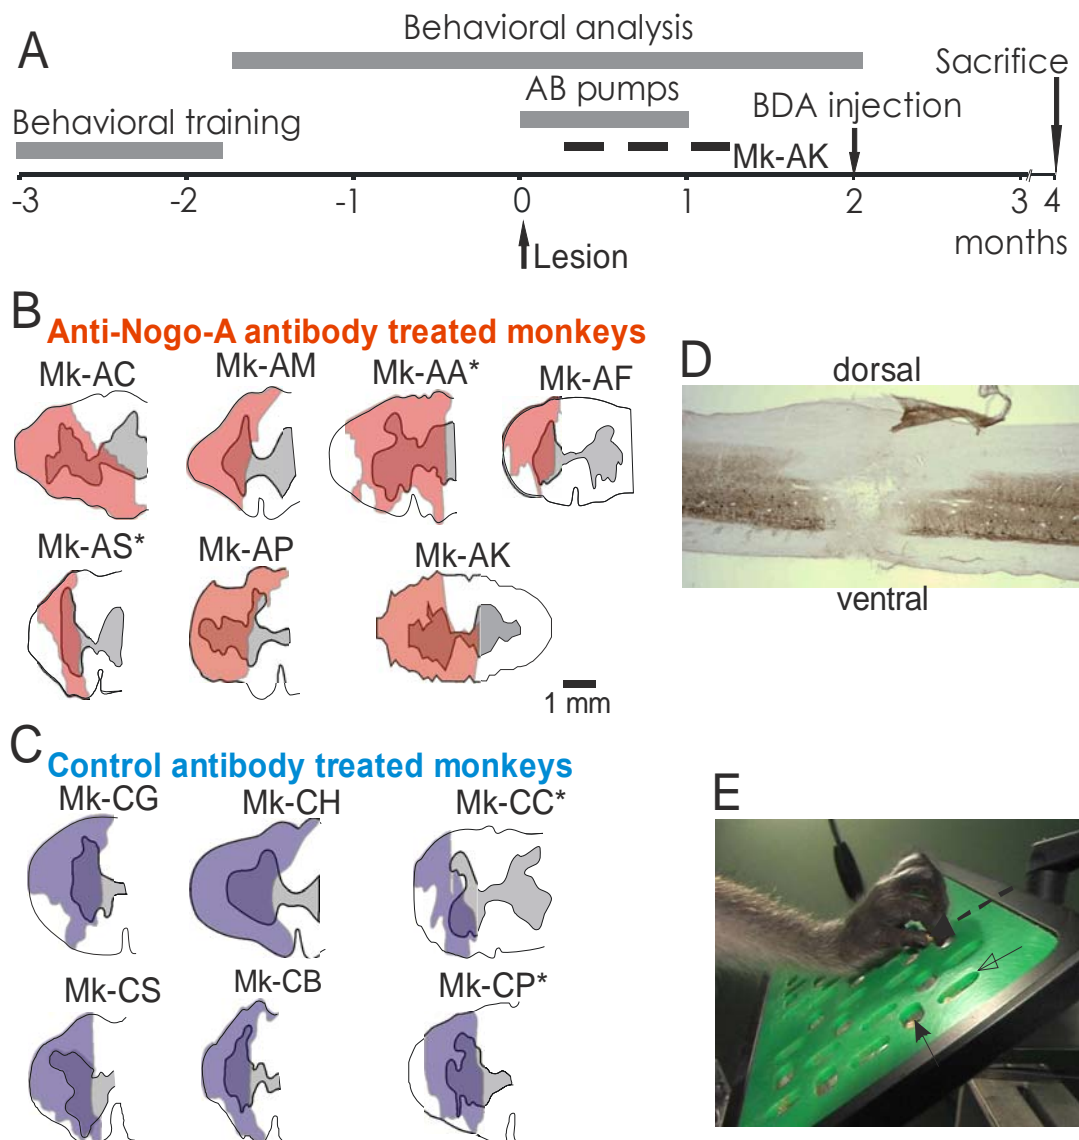 A
Behavioral analysis
Sacrifice
AB pumps
BDA injection
Behavioral training
Mk-AK
-3 -2 -1 0 1 2 3 4
months
Lesion
B
Anti-Nogo-A antibody treated monkeys
Mk-AC Mk-AM Mk-AA* Mk-AF
Mk-AS* Mk-AP Mk-AK
1 mm
D
dorsal
ventral
C
Control antibody treated monkeys
Mk-CG Mk-CH Mk-CC*
Mk-CS Mk-CB Mk-CP*
E